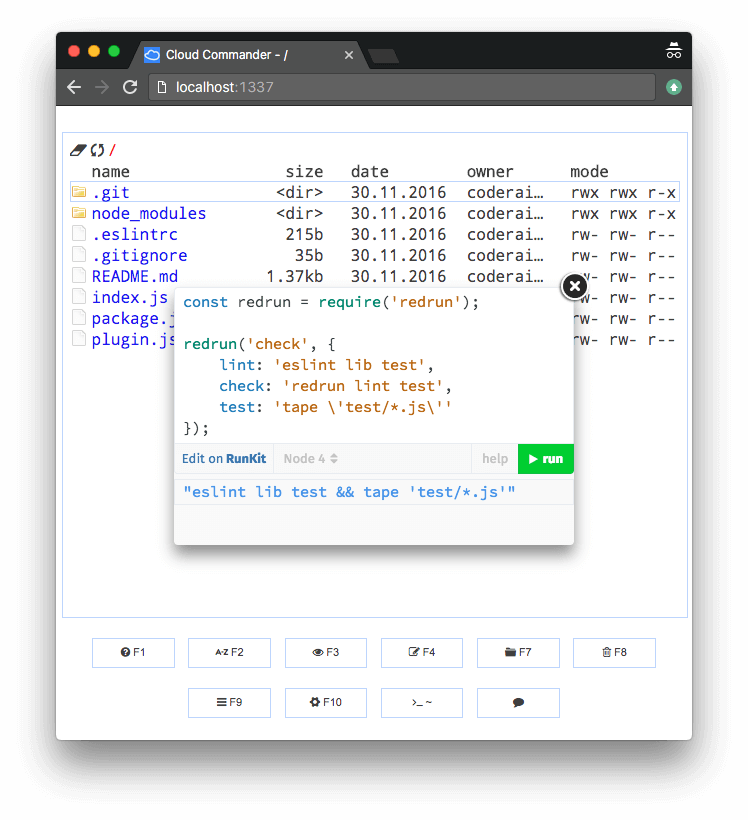 Cloud Commander - /
localhost:1337
/
name size date owner mode
.git <dir> 30.11.2016 coderai… rwx rwx r-x
node_modules <dir> 30.11.2016 coderai… rwx rwx r-x
.eslintrc 215b 30.11.2016 coderai… rw- rw- r--
.gitignore 35b 30.11.2016 coderai… rw- rw- r--
README.md 1.37kb 30.11.2016 coderai… rw- rw- r--
index.js rw- rw- r--
package.j rw- rw- r--
plugin.js rw- rw- r--
const redrun = require('redrun');
redrun('check', {
lint: 'eslint lib test',
check: 'redrun lint test',
test: 'tape \'test/*.js\''
});
Edit on RunKit Node 4 help run
"eslint lib test && tape 'test/*.js'"
F1 A-Z F2 F3 F4 F7 F8
F9 F10 >_ ~